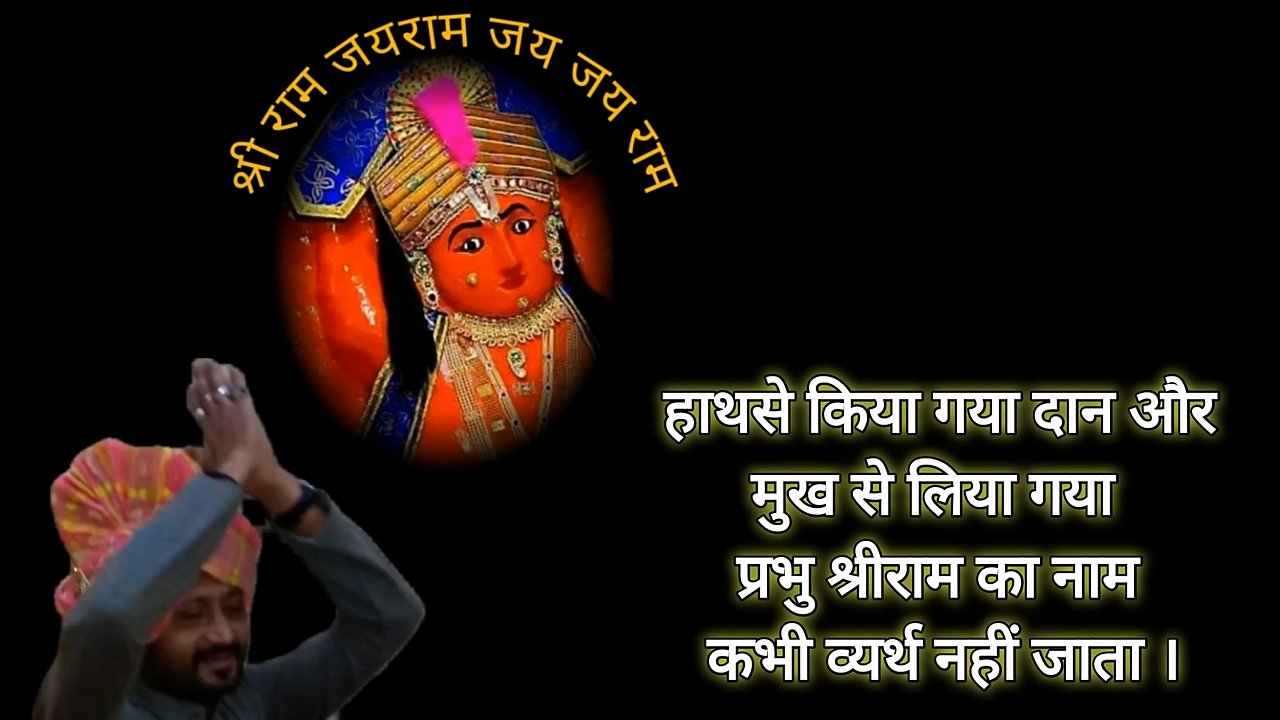 श्री राम जयराम जय जय राम
हाथसे किया गया दान और
मुख से लिया गया
प्रभु श्रीराम का नाम
कभी व्यर्थ नहीं जाता ।